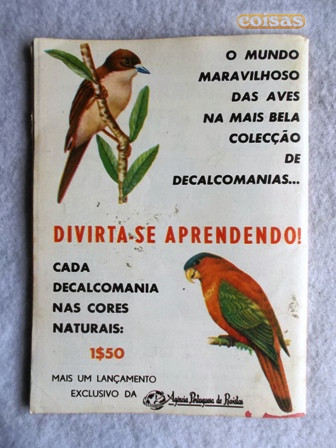 coisas
O MUNDO
MARAVILHOSO
DAS AVES
NA MAIS BELA
COLECÇÃO
DE
DECALCOMANIAS...
DIVIRTA-SE APRENDENDO!
CADA
DECALCOMANIA
NAS CORES
NATURAIS:
1$50
MAIS UM LANÇAMENTO
EXCLUSIVO DA Agência Portuguesa de Revistas